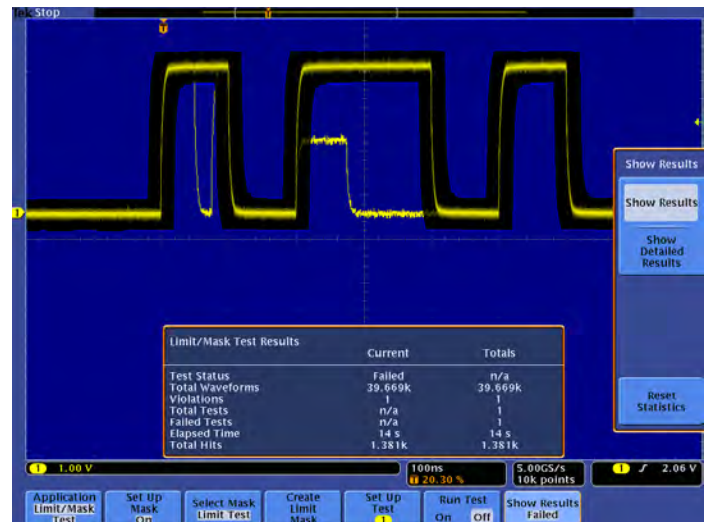 Tek Stop
T
T
1
Show Results
Show Results
Show
Detailed
Results
Limit/Mask Test Results
Current Totals
Test Status Failed n/a
Total Waveforms 39.669k 39.669k
Violations 1 1
Total Tests n/a 1
Failed Tests n/a 1
Elapsed Time 14 s 14 s
Total Hits 1.381k 1.381k
Reset
Statistics
1 1.00 V 100ns 5.00GS/s 1 2.06 V
T 20.30 % 10k points
Application Set Up Select Mask Create Set Up Run Test Show Results
Limit/Mask Mask Limit Test Limit Test On Off Failed
Test On Mask 1